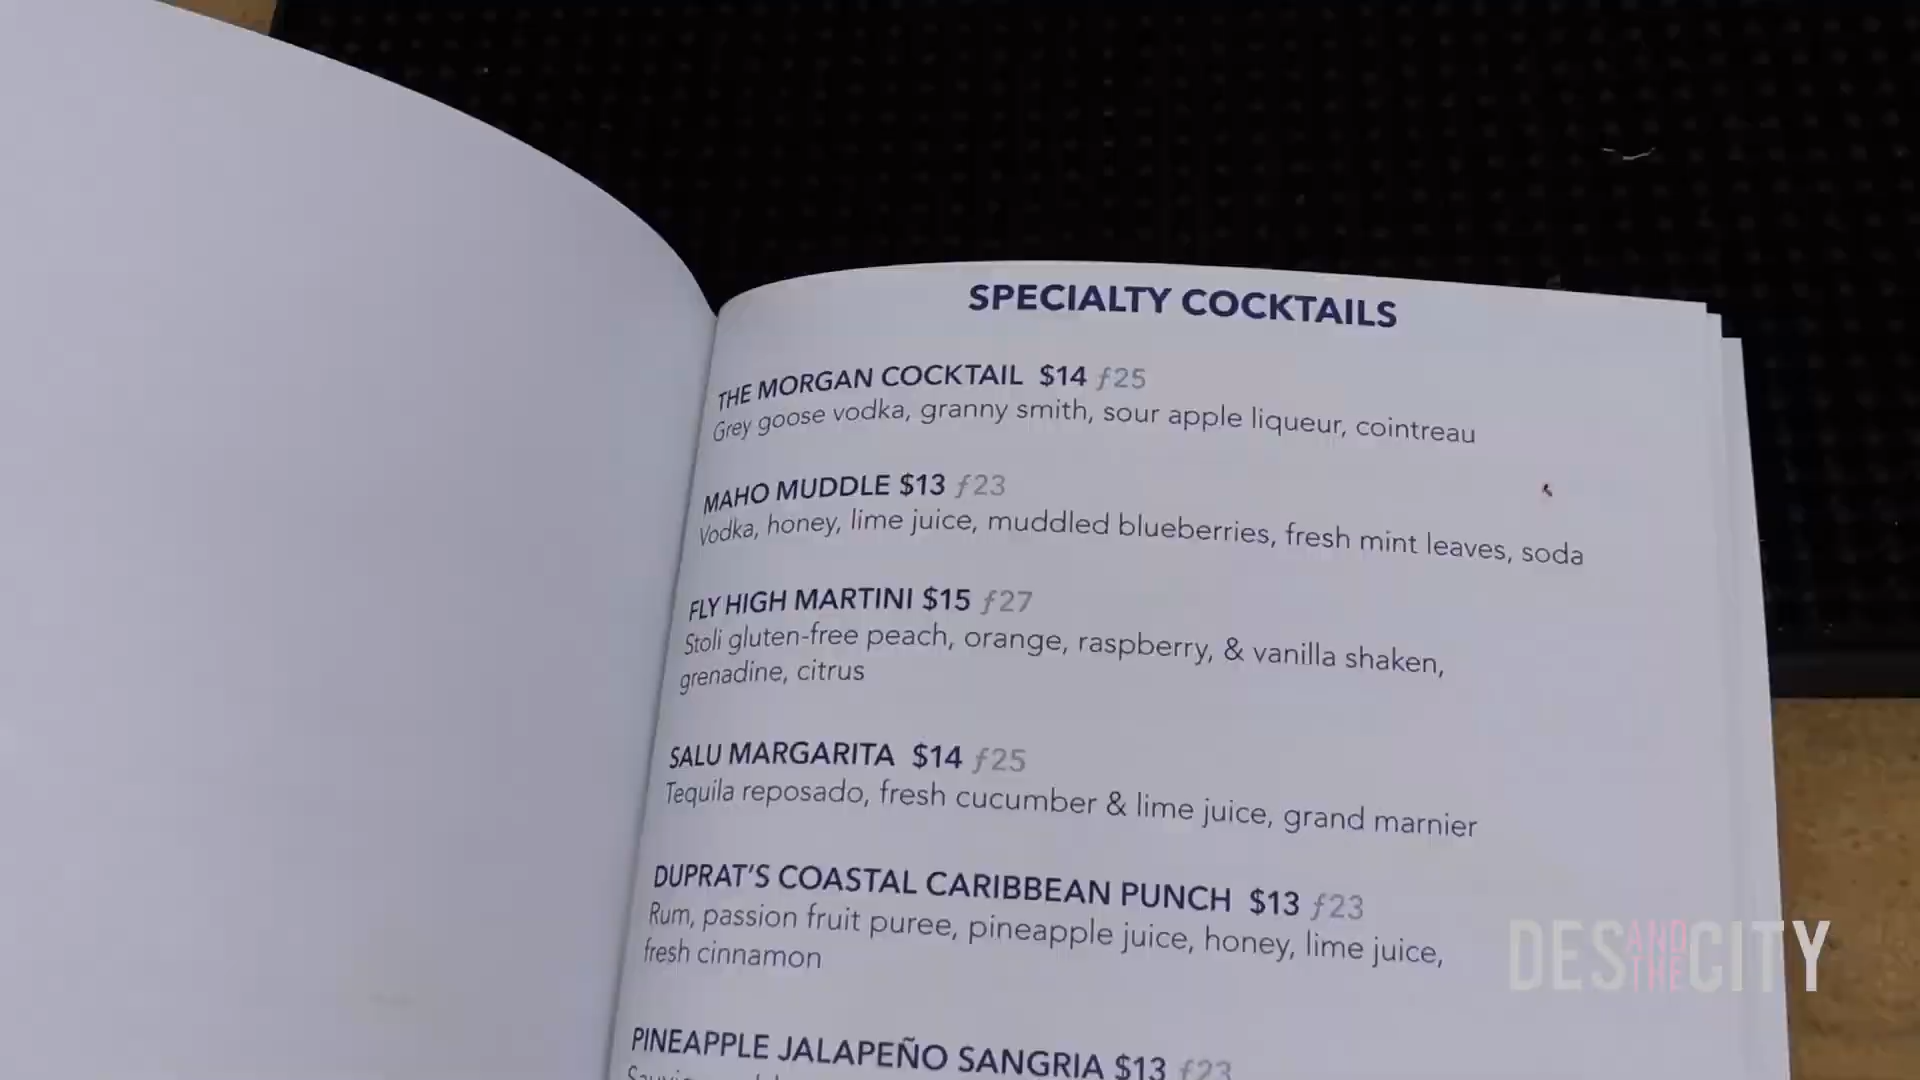 SPECIALTY COCKTAILS
THE MORGAN COCKTAIL $14 ƒ25
Grey goose vodka, granny smith, sour apple liqueur, cointreau
MAHO MUDDLE $13 ƒ23
Vodka, honey, lime juice, muddled blueberries, fresh mint leaves, soda
FLY HIGH MARTINI $15 ƒ27
Stoli gluten-free peach, orange, raspberry, & vanilla shaken,
grenadine, citrus
SALU MARGARITA $14 ƒ25
Tequila reposado, fresh cucumber & lime juice, grand marnier
DUPRAT'S COASTAL CARIBBEAN PUNCH $13 ƒ23
Rum, passion fruit puree, pineapple juice, honey, lime juice,
fresh cinnamon
PINEAPPLE JALAPEÑO SANGRIA $13 ƒ23
DES AND THE CITY